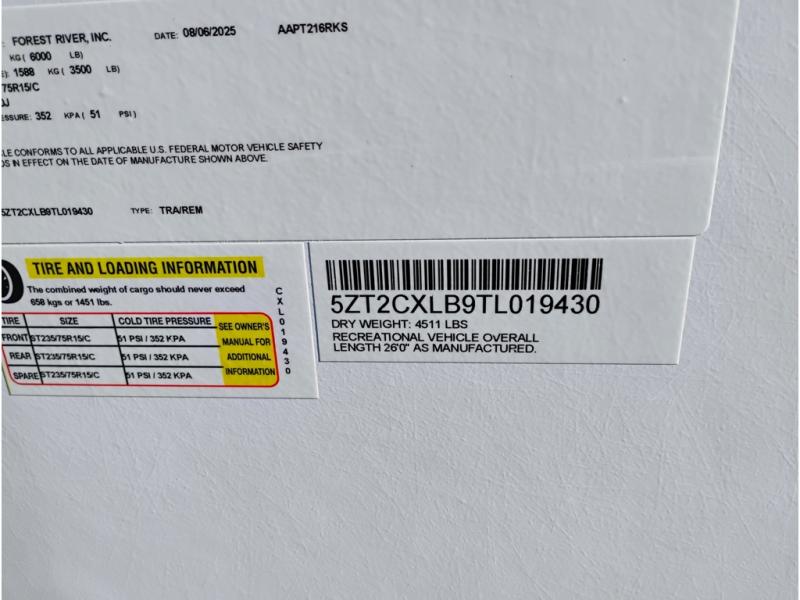 : FOREST RIVER, INC. DATE: 08/06/2025 AAPT216RKS
KG ( 6000 LB)
E): 1588 KG ( 3500 LB)
75R15/C
JJ
ESSURE: 352 KPA ( 51 PSI)
LE CONFORMS TO ALL APPLICABLE U.S. FEDERAL MOTOR VEHICLE SAFETY
DS IN EFFECT ON THE DATE OF MANUFACTURE SHOWN ABOVE.
5ZT2CXLB9TL019430 TYPE: TRA/REM
TIRE AND LOADING INFORMATION
The combined weight of cargo should never exceed
658 kgs or 1451 lbs.
TIRE SIZE COLD TIRE PRESSURE
FRONT ST235/75R15/C 51 PSI / 352 KPA
REAR ST235/75R15/C 51 PSI / 352 KPA
SPARE ST235/75R15/C 51 PSI / 352 KPA
SEE OWNER'S
MANUAL FOR
ADDITIONAL
INFORMATION
CXL019430
5ZT2CXLB9TL019430
DRY WEIGHT: 4511 LBS
RECREATIONAL VEHICLE OVERALL
LENGTH 26'0" AS MANUFACTURED.